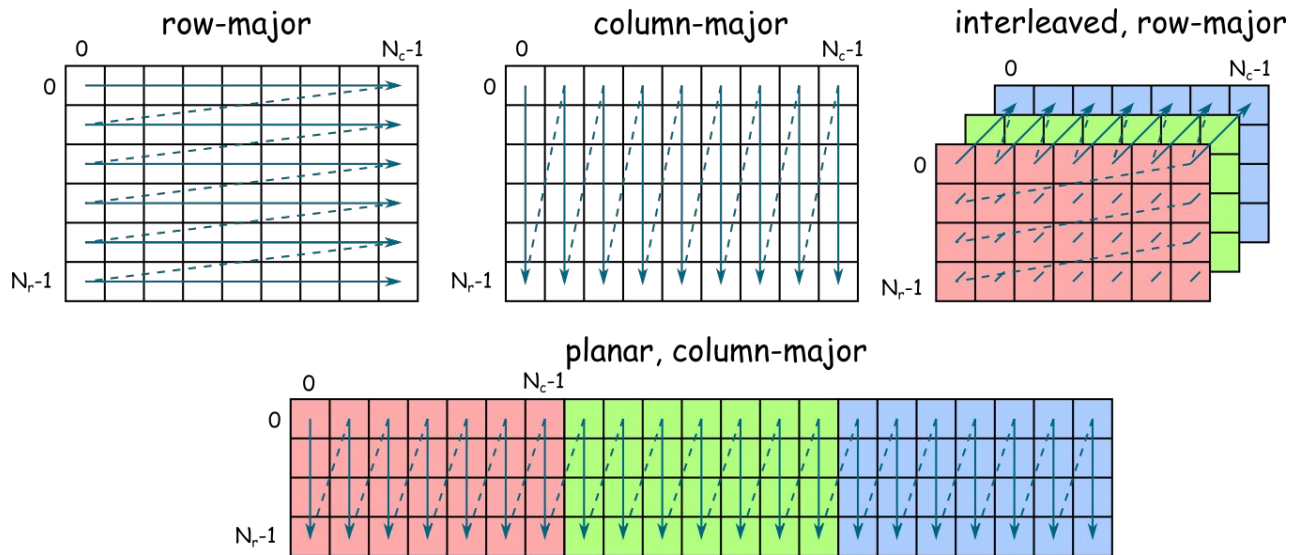 row-major
0
N_c-1
0
N_r-1
column-major
0
N_c-1
0
N_r-1
interleaved, row-major
0
N_c-1
0
N_r-1
planar, column-major
0
N_c-1
0
N_r-1